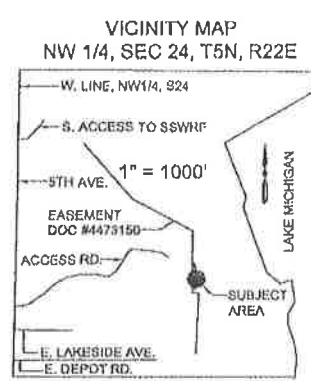 VICINITY MAP
NW 1/4, SEC 24, T5N, R22E
W. LINE, NW1/4, S24
S. ACCESS TO SSWRF
1" = 1000'
5TH AVE.
LAKE MICHIGAN
EASEMENT
DOC #4473150
ACCESS RD.
SUBJECT
AREA
E. LAKESIDE AVE.
E. DEPOT RD.